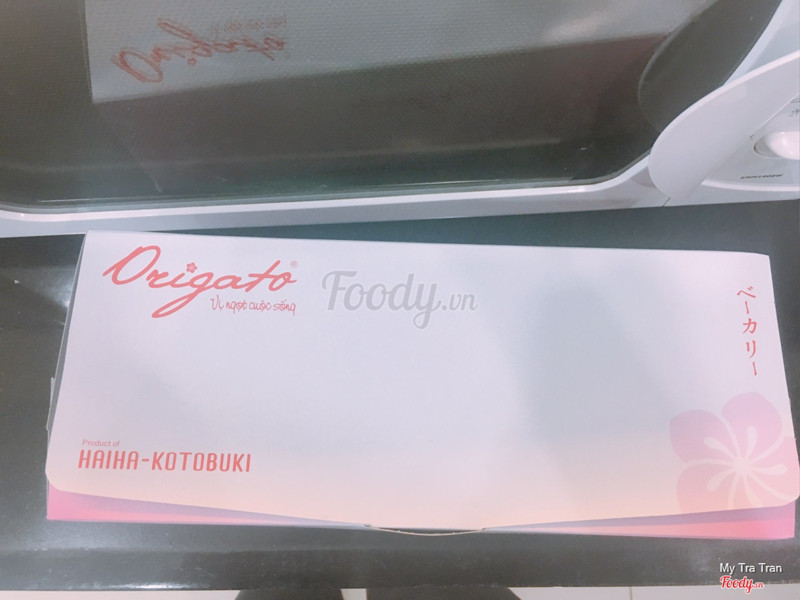 Origato®
Vị ngọt cuộc sống
Foody.vn
ベーカリー
Product of
HAIHA-KOTOBUKI
My Tra Tran
Foody.vn